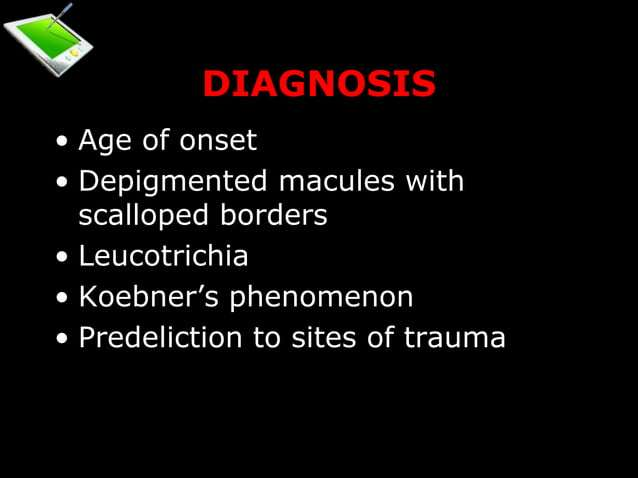 DIAGNOSIS
• Age of onset
• Depigmented macules with
scalloped borders
• Leucotrichia
• Koebner’s phenomenon
• Predeliction to sites of trauma